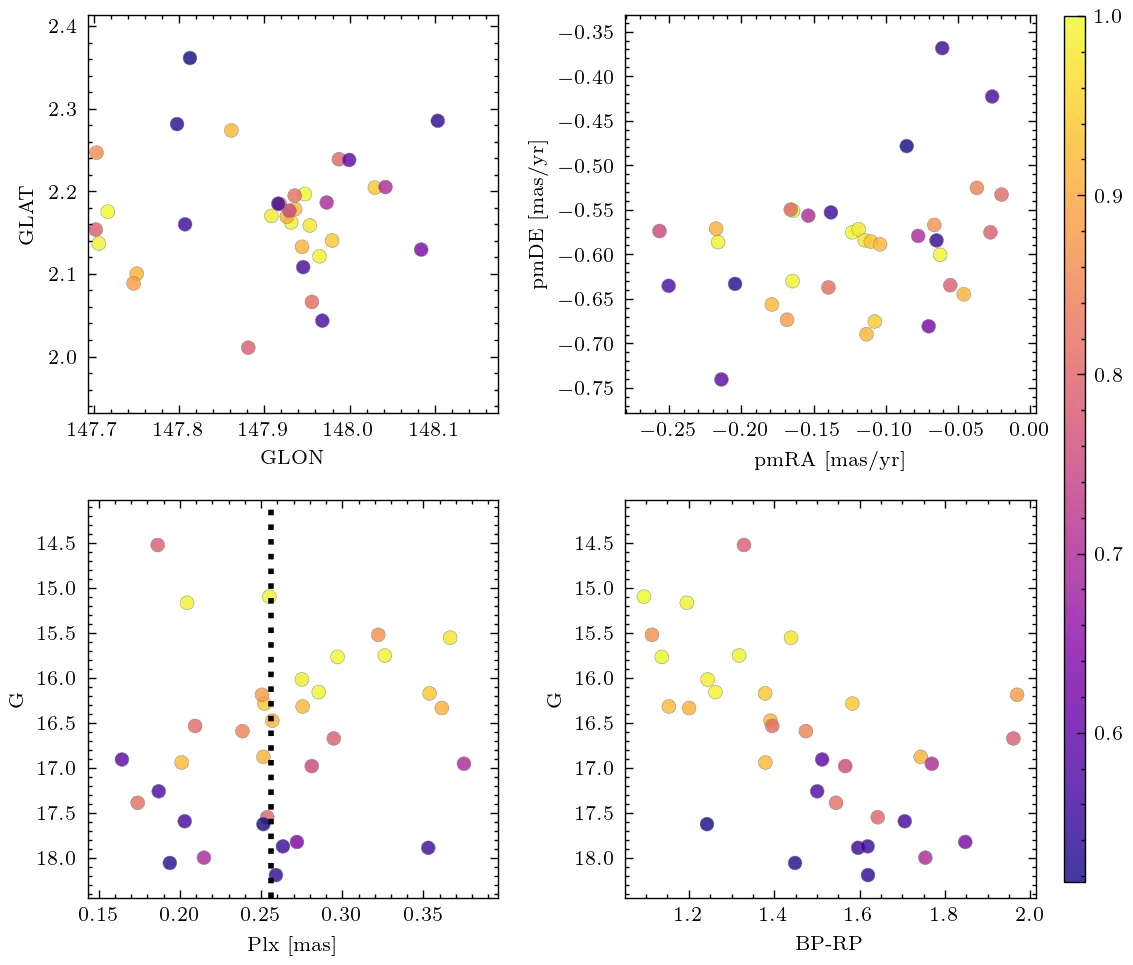 2.4
2.3
2.2
2.1
2.0
GLAT
147.7 147.8 147.9 148.0 148.1
GLON
−0.35
−0.40
−0.45
−0.50
−0.55
−0.60
−0.65
−0.70
−0.75
pmDE [mas/yr]
−0.25 −0.20 −0.15 −0.10 −0.05 0.00
pmRA [mas/yr]
14.5
15.0
15.5
16.0
16.5
17.0
17.5
18.0
G
0.15 0.20 0.25 0.30 0.35
Plx [mas]
14.5
15.0
15.5
16.0
16.5
17.0
17.5
18.0
G
1.2 1.4 1.6 1.8 2.0
BP-RP
1.0
0.9
0.8
0.7
0.6